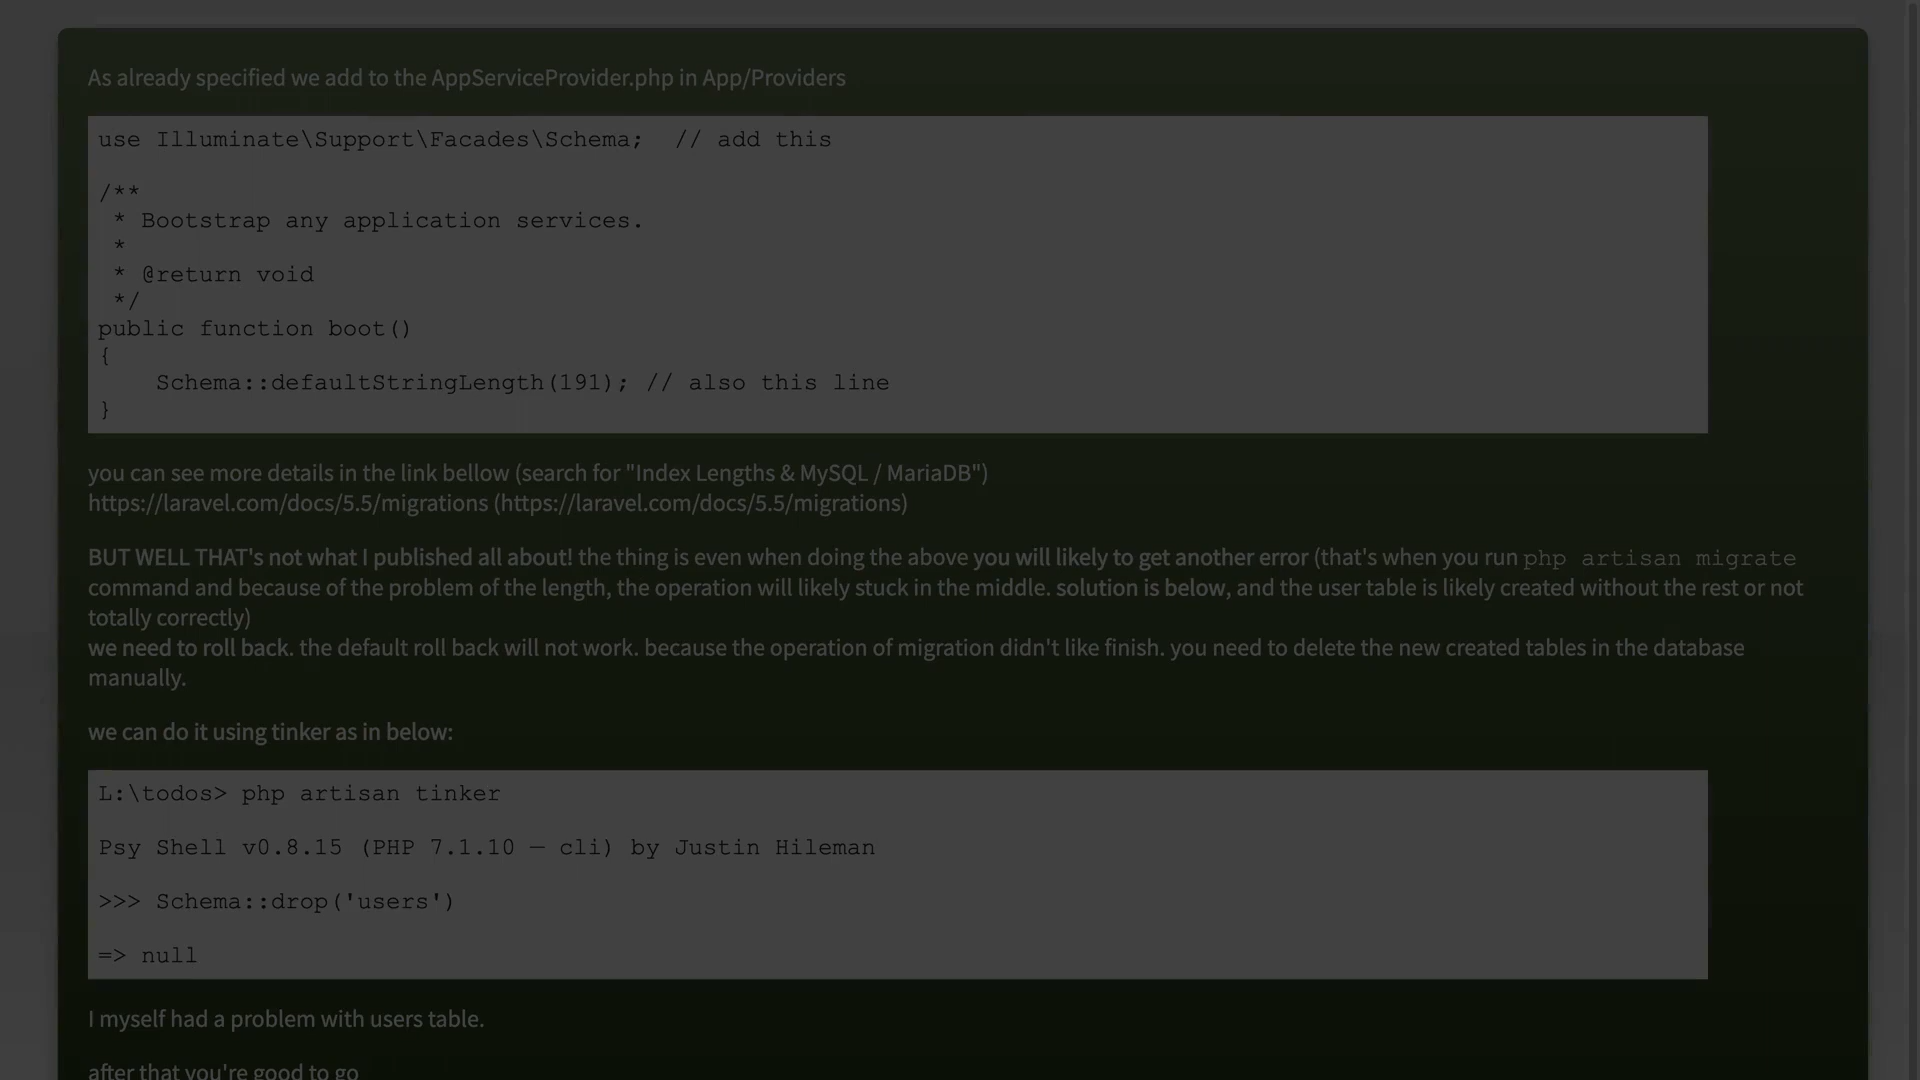 As already specified we add to the AppServiceProvider.php in App/Providers
use Illuminate\Support\Facades\Schema;  // add this
/**
 * Bootstrap any application services.
 *
 * @return void
 */
public function boot()
{
    Schema::defaultStringLength(191); // also this line
}
you can see more details in the link bellow (search for "Index Lengths & MySQL / MariaDB")
https://laravel.com/docs/5.5/migrations (https://laravel.com/docs/5.5/migrations)
BUT WELL THAT's not what I published all about! the thing is even when doing the above you will likely to get another error (that's when you run php artisan migrate
command and because of the problem of the length, the operation will likely stuck in the middle. solution is below, and the user table is likely created without the rest or not
totally correctly)
we need to roll back. the default roll back will not work. because the operation of migration didn't like finish. you need to delete the new created tables in the database
manually.
we can do it using tinker as in below:
L:\todos> php artisan tinker
Psy Shell v0.8.15 (PHP 7.1.10 — cli) by Justin Hileman
>>> Schema::drop('users')
=> null
I myself had a problem with users table.
after that you're good to go